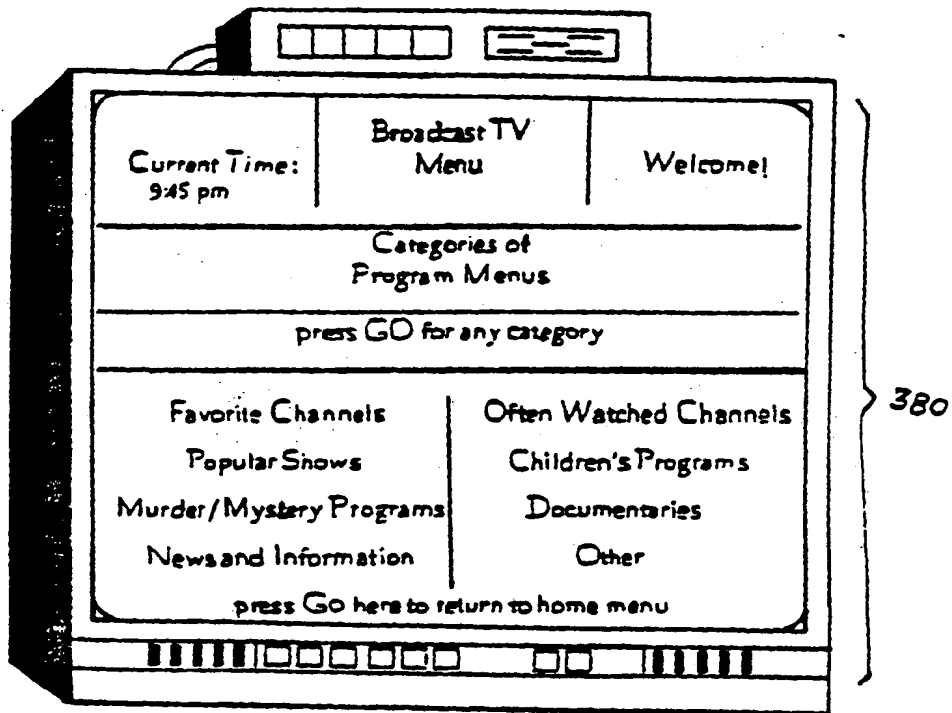 Broadcast TV
Menu
Current Time:
9:45 pm
Welcome!
Categories of
Program Menus
press GO for any category
Favorite Channels
Often Watched Channels
Popular Shows
Children's Programs
Murder/Mystery Programs
Documentaries
News and Information
Other
press Go here to return to home menu
380